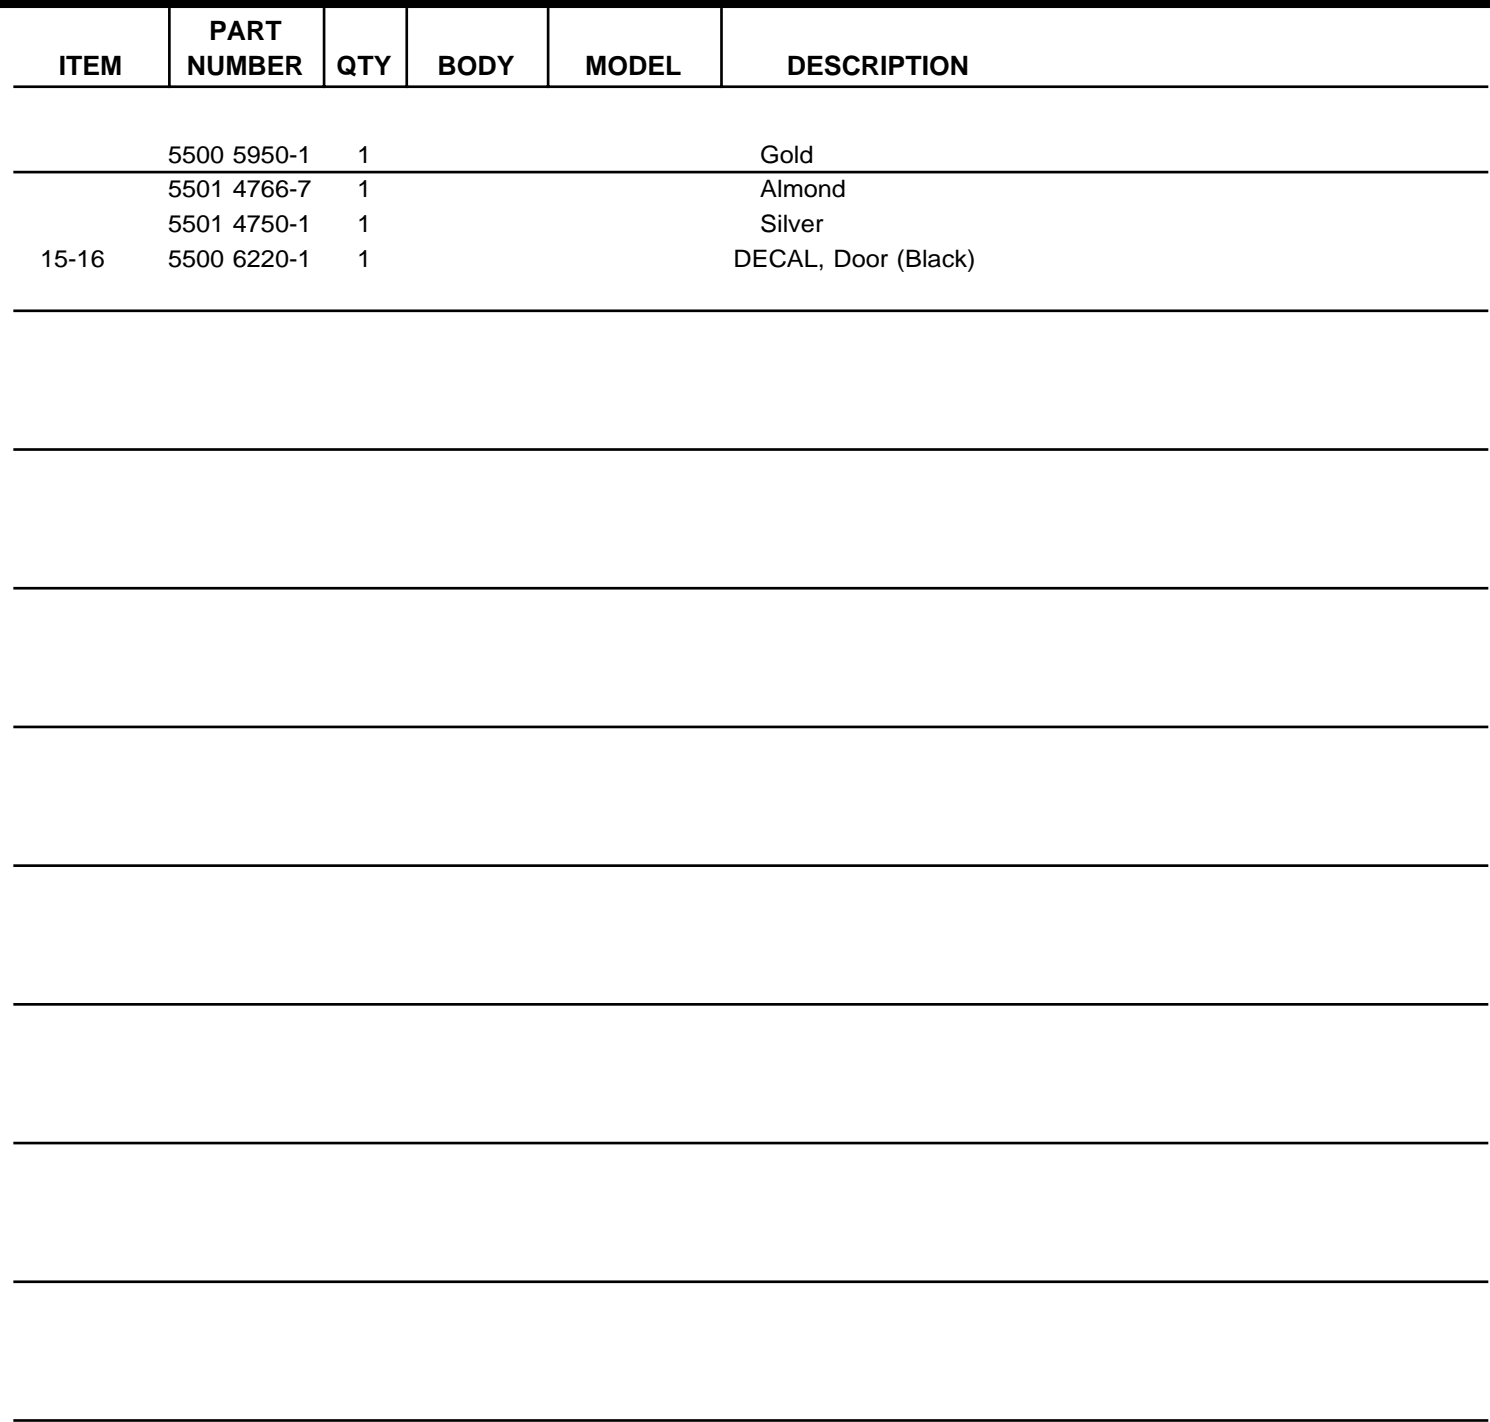 PART
ITEM NUMBER QTY BODY MODEL DESCRIPTION
5500 5950-1 1 Gold
5501 4766-7 1 Almond
5501 4750-1 1 Silver
15-16 5500 6220-1 1 DECAL, Door (Black)